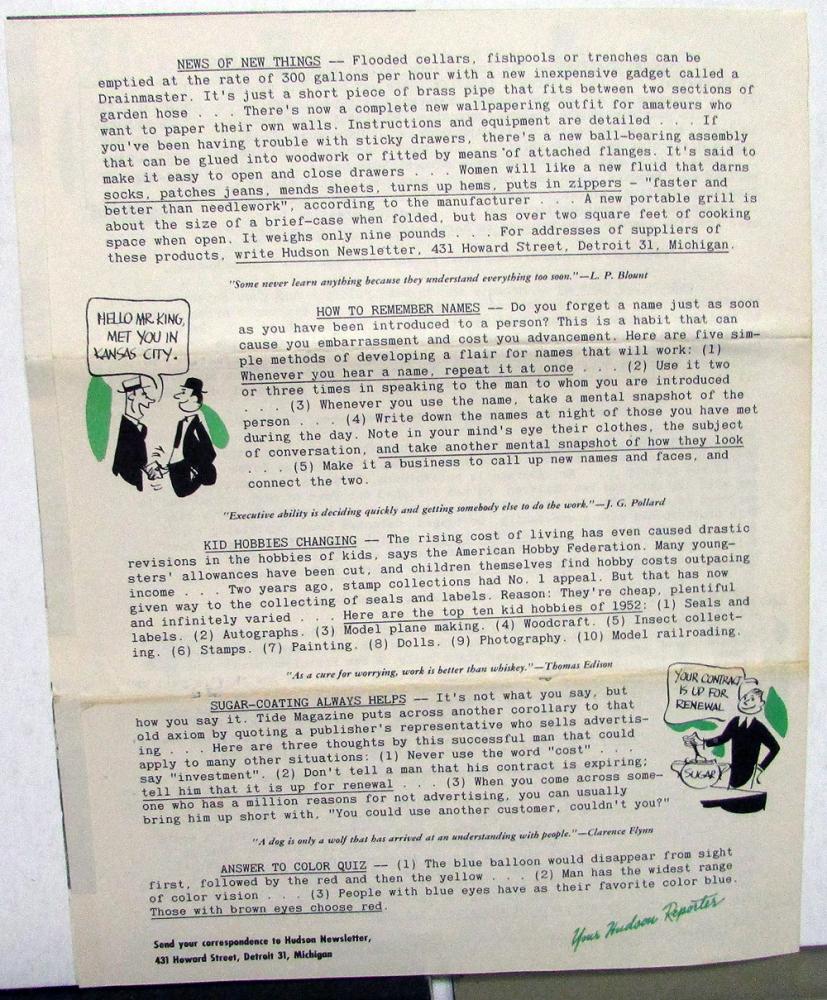 NEWS OF NEW THINGS -- Flooded cellars, fishpools or trenches can be
emptied at the rate of 300 gallons per hour with a new inexpensive gadget called a
Drainmaster. It's just a short piece of brass pipe that fits between two sections of
garden hose . . . There's now a complete new wallpapering outfit for amateurs who
want to paper their own walls. Instructions and equipment are detailed . . . If
you've been having trouble with sticky drawers, there's a new ball-bearing assembly
that can be glued into woodwork or fitted by means of attached flanges. It's said to
make it easy to open and close drawers . . . Women will like a new fluid that darns
socks, patches jeans, mends sheets, turns up hems, puts in zippers - "faster and
better than needlework", according to the manufacturer . . . A new portable grill is
about the size of a brief-case when folded, but has over two square feet of cooking
space when open. It weighs only nine pounds . . . For addresses of suppliers of
these products, write Hudson Newsletter, 431 Howard Street, Detroit 31, Michigan.
"Some never learn anything because they understand everything too soon."—L. P. Blount
HELLO MR. KING,
MET YOU IN
KANSAS CITY.
HOW TO REMEMBER NAMES -- Do you forget a name just as soon
as you have been introduced to a person? This is a habit that can
cause you embarrassment and cost you advancement. Here are five sim-
ple methods of developing a flair for names that will work: (1)
Whenever you hear a name, repeat it at once . . . (2) Use it two
or three times in speaking to the man to whom you are introduced
. . . (3) Whenever you use the name, take a mental snapshot of the
person . . . (4) Write down the names at night of those you have met
during the day. Note in your mind's eye their clothes, the subject
of conversation, and take another mental snapshot of how they look
. . . (5) Make it a business to call up new names and faces, and
connect the two.
"Executive ability is deciding quickly and getting somebody else to do the work."—J. G. Pollard
KID HOBBIES CHANGING -- The rising cost of living has even caused drastic
revisions in the hobbies of kids, says the American Hobby Federation. Many young-
sters' allowances have been cut, and children themselves find hobby costs outpacing
income . . . Two years ago, stamp collections had No. 1 appeal. But that has now
given way to the collecting of seals and labels. Reason: They're cheap, plentiful
and infinitely varied . . . Here are the top ten kid hobbies of 1952: (1) Seals and
labels. (2) Autographs. (3) Model plane making. (4) Woodcraft. (5) Insect collect-
ing. (6) Stamps. (7) Painting. (8) Dolls. (9) Photography. (10) Model railroading.
"As a cure for worrying, work is better than whiskey."—Thomas Edison
SUGAR-COATING ALWAYS HELPS -- It's not what you say, but
how you say it. Tide Magazine puts across another corollary to that
old axiom by quoting a publisher's representative who sells advertis-
ing . . . Here are three thoughts by this successful man that could
apply to many other situations: (1) Never use the word "cost" . . .
say "investment". (2) Don't tell a man that his contract is expiring;
tell him that it is up for renewal . . . (3) When you come across some-
one who has a million reasons for not advertising, you can usually
bring him up short with, "You could use another customer, couldn't you?"
YOUR CONTRACT
IS UP FOR
RENEWAL
SUGAR
"A dog is only a wolf that has arrived at an understanding with people."—Clarence Flynn
ANSWER TO COLOR QUIZ -- (1) The blue balloon would disappear from sight
first, followed by the red and then the yellow . . . (2) Man has the widest range
of color vision . . . (3) People with blue eyes have as their favorite color blue.
Those with brown eyes choose red.
Your Hudson Reporter
Send your correspondence to Hudson Newsletter,
431 Howard Street, Detroit 31, Michigan